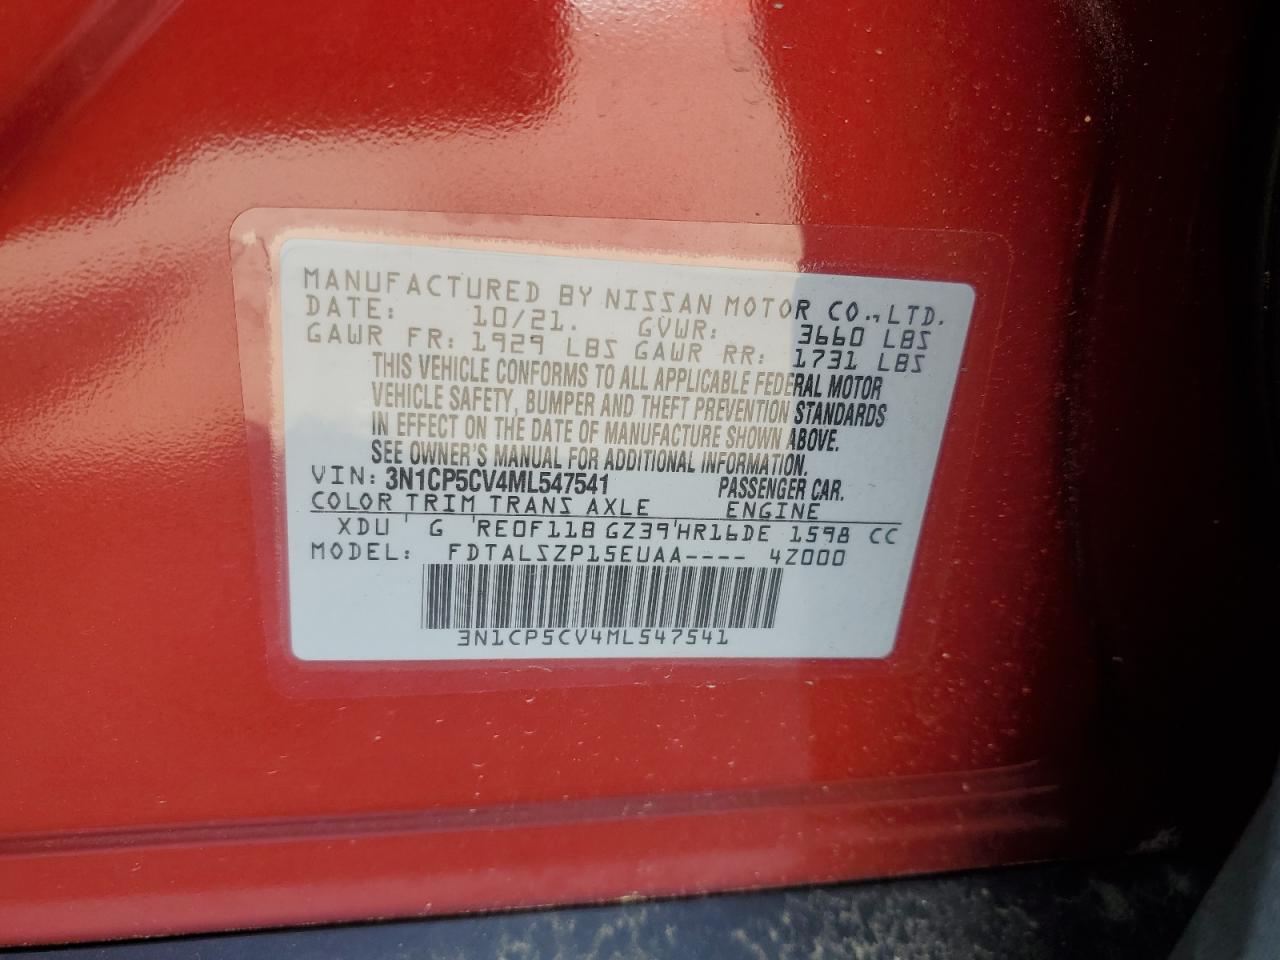 MANUFACTURED BY NISSAN MOTOR CO., LTD.
DATE: 10/21. GVWR: 3660 LBS
GAWR FR: 1929 LBS GAWR RR: 1731 LBS
THIS VEHICLE CONFORMS TO ALL APPLICABLE FEDERAL MOTOR
VEHICLE SAFETY, BUMPER AND THEFT PREVENTION STANDARDS
IN EFFECT ON THE DATE OF MANUFACTURE SHOWN ABOVE.
SEE OWNER'S MANUAL FOR ADDITIONAL INFORMATION.
VIN: 3N1CP5CV4ML547541 PASSENGER CAR.
COLOR TRIM TRANS AXLE ENGINE
XDU G RE0F11B GZ39 HR16DE 1598 CC
MODEL: FDTALSZP15EUAA---- 4Z000
3N1CP5CV4ML547541